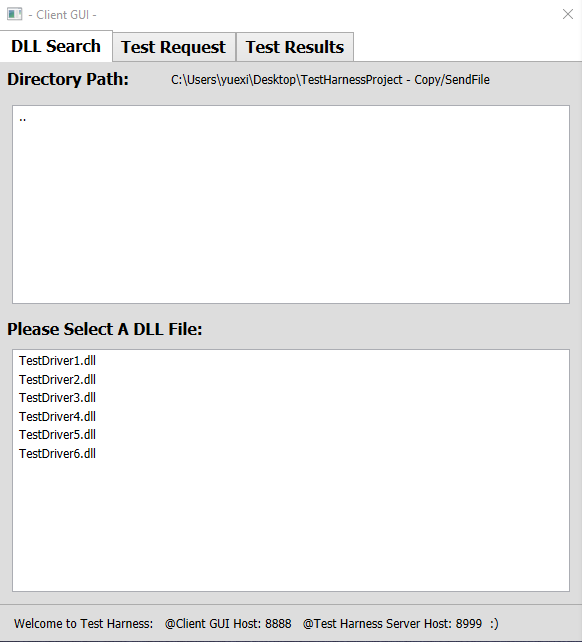 - Client GUI -
DLL Search Test Request Test Results
Directory Path: C:\Users\yuexi\Desktop\TestHarnessProject - Copy/SendFile
..
Please Select A DLL File:
TestDriver1.dll
TestDriver2.dll
TestDriver3.dll
TestDriver4.dll
TestDriver5.dll
TestDriver6.dll
Welcome to Test Harness: @Client GUI Host: 8888 @Test Harness Server Host: 8999 :)